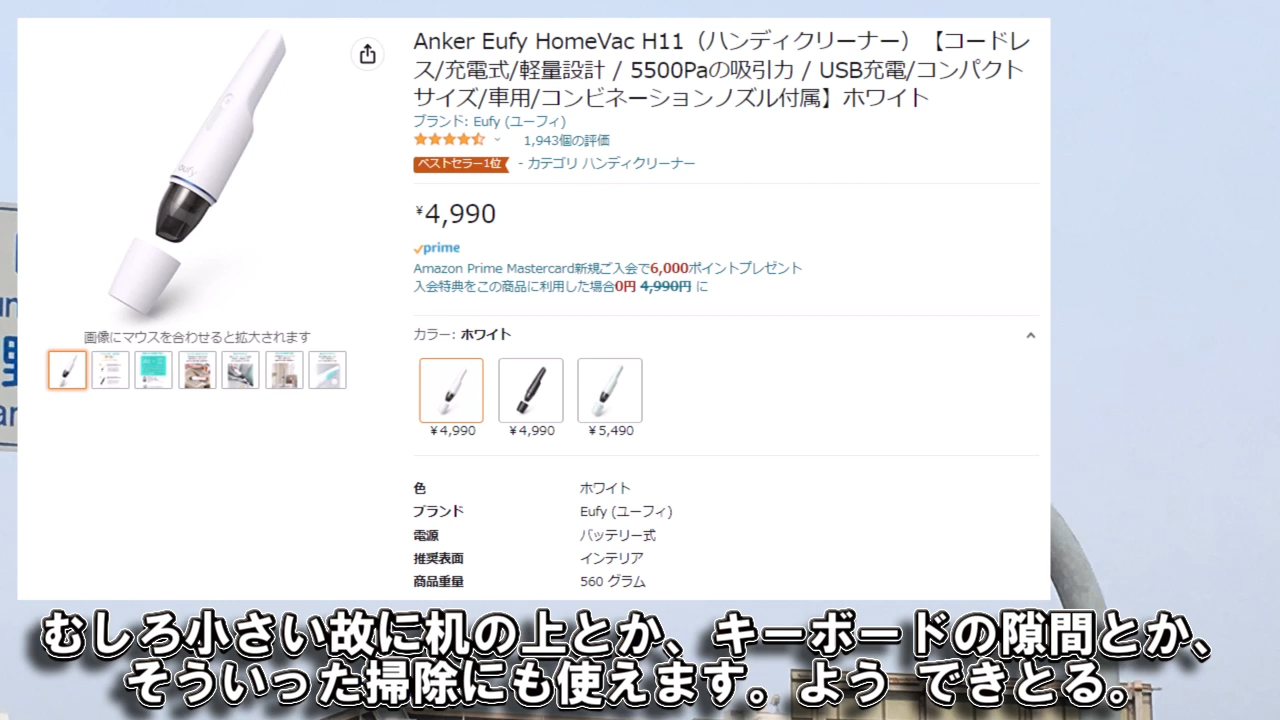 Anker Eufy HomeVac H11（ハンディクリーナー）【コードレ
ス/充電式/軽量設計 / 5500Paの吸引力 / USB充電/コンパクト
サイズ/車用/コンビネーションノズル付属】ホワイト
ブランド: Eufy (ユーフィ)
1,943個の評価
ベストセラー1位 - カテゴリ ハンディクリーナー
¥4,990
prime
Amazon Prime Mastercard新規ご入会で6,000ポイントプレゼント
入会特典をこの商品に利用した場合0円 4,990円 に
eufy
画像にマウスを合わせると拡大されます
カラー: ホワイト
¥4,990 ¥4,990 ¥5,490
色 ホワイト
ブランド Eufy (ユーフィ)
電源 バッテリー式
推奨表面 インテリア
商品重量 560 グラム
むしろ小さい故に机の上とか、キーボードの隙間とか、
そういった掃除にも使えます。よう できとる。